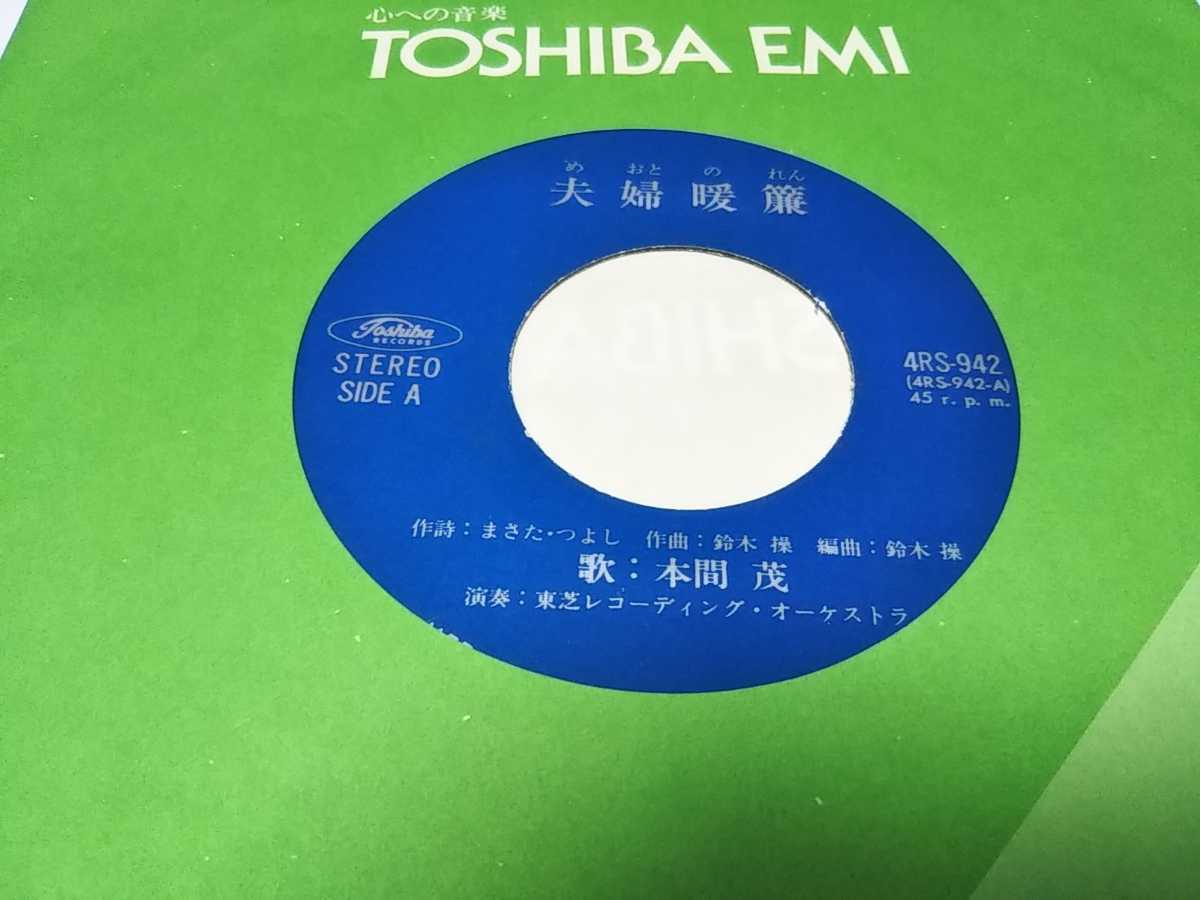 心への音楽
TOSHIBA EMI
め おと の れん
夫婦暖簾
Toshiba
RECORDS
STEREO
SIDE A
4RS-942
(4RS-942-A)
45 r. p. m.
作詩：まさた・つよし 作曲：鈴木 操 編曲：鈴木 操
歌：本間 茂
演奏：東芝レコーディング・オーケストラ